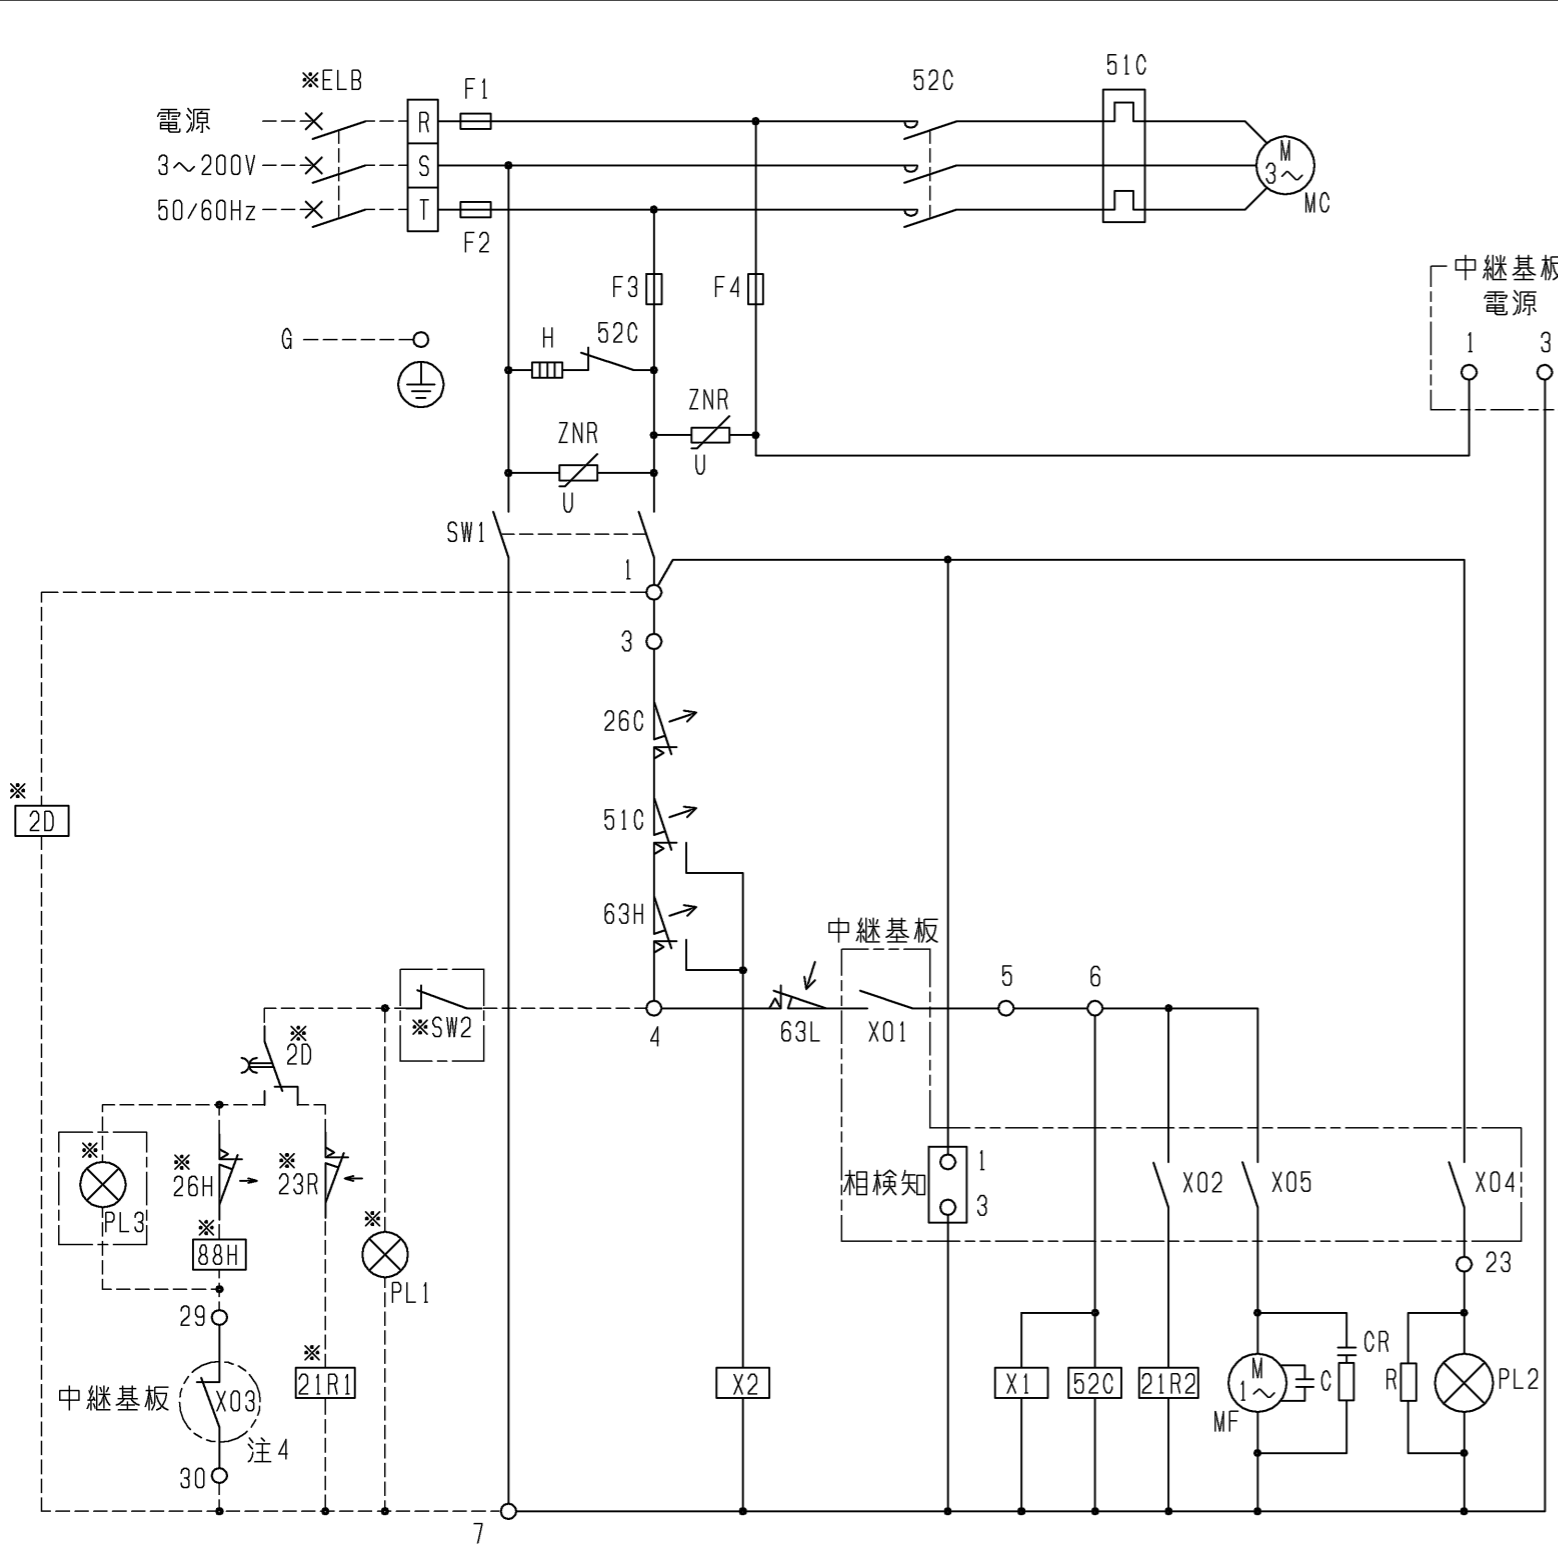 ※ELB
F1
52C
51C
電源
R
3～200V
S
50/60Hz
T
F2
M
3～
MC
F3
F4
中継基板
電源
1
3
G
H
52C
ZNR
U
ZNR
U
SW1
1
3
26C
※
2D
51C
63H
中継基板
5
6
※SW2
4
63L
X01
※
2D
※
PL3
※
26H
※
23R
※
88H
※
PL1
相検知
1
3
X02
X05
X04
23
29
中継基板
X03
注4
30
※
21R1
X2
X1
52C
21R2
M
1～
MF
C
CR
R
PL2
7